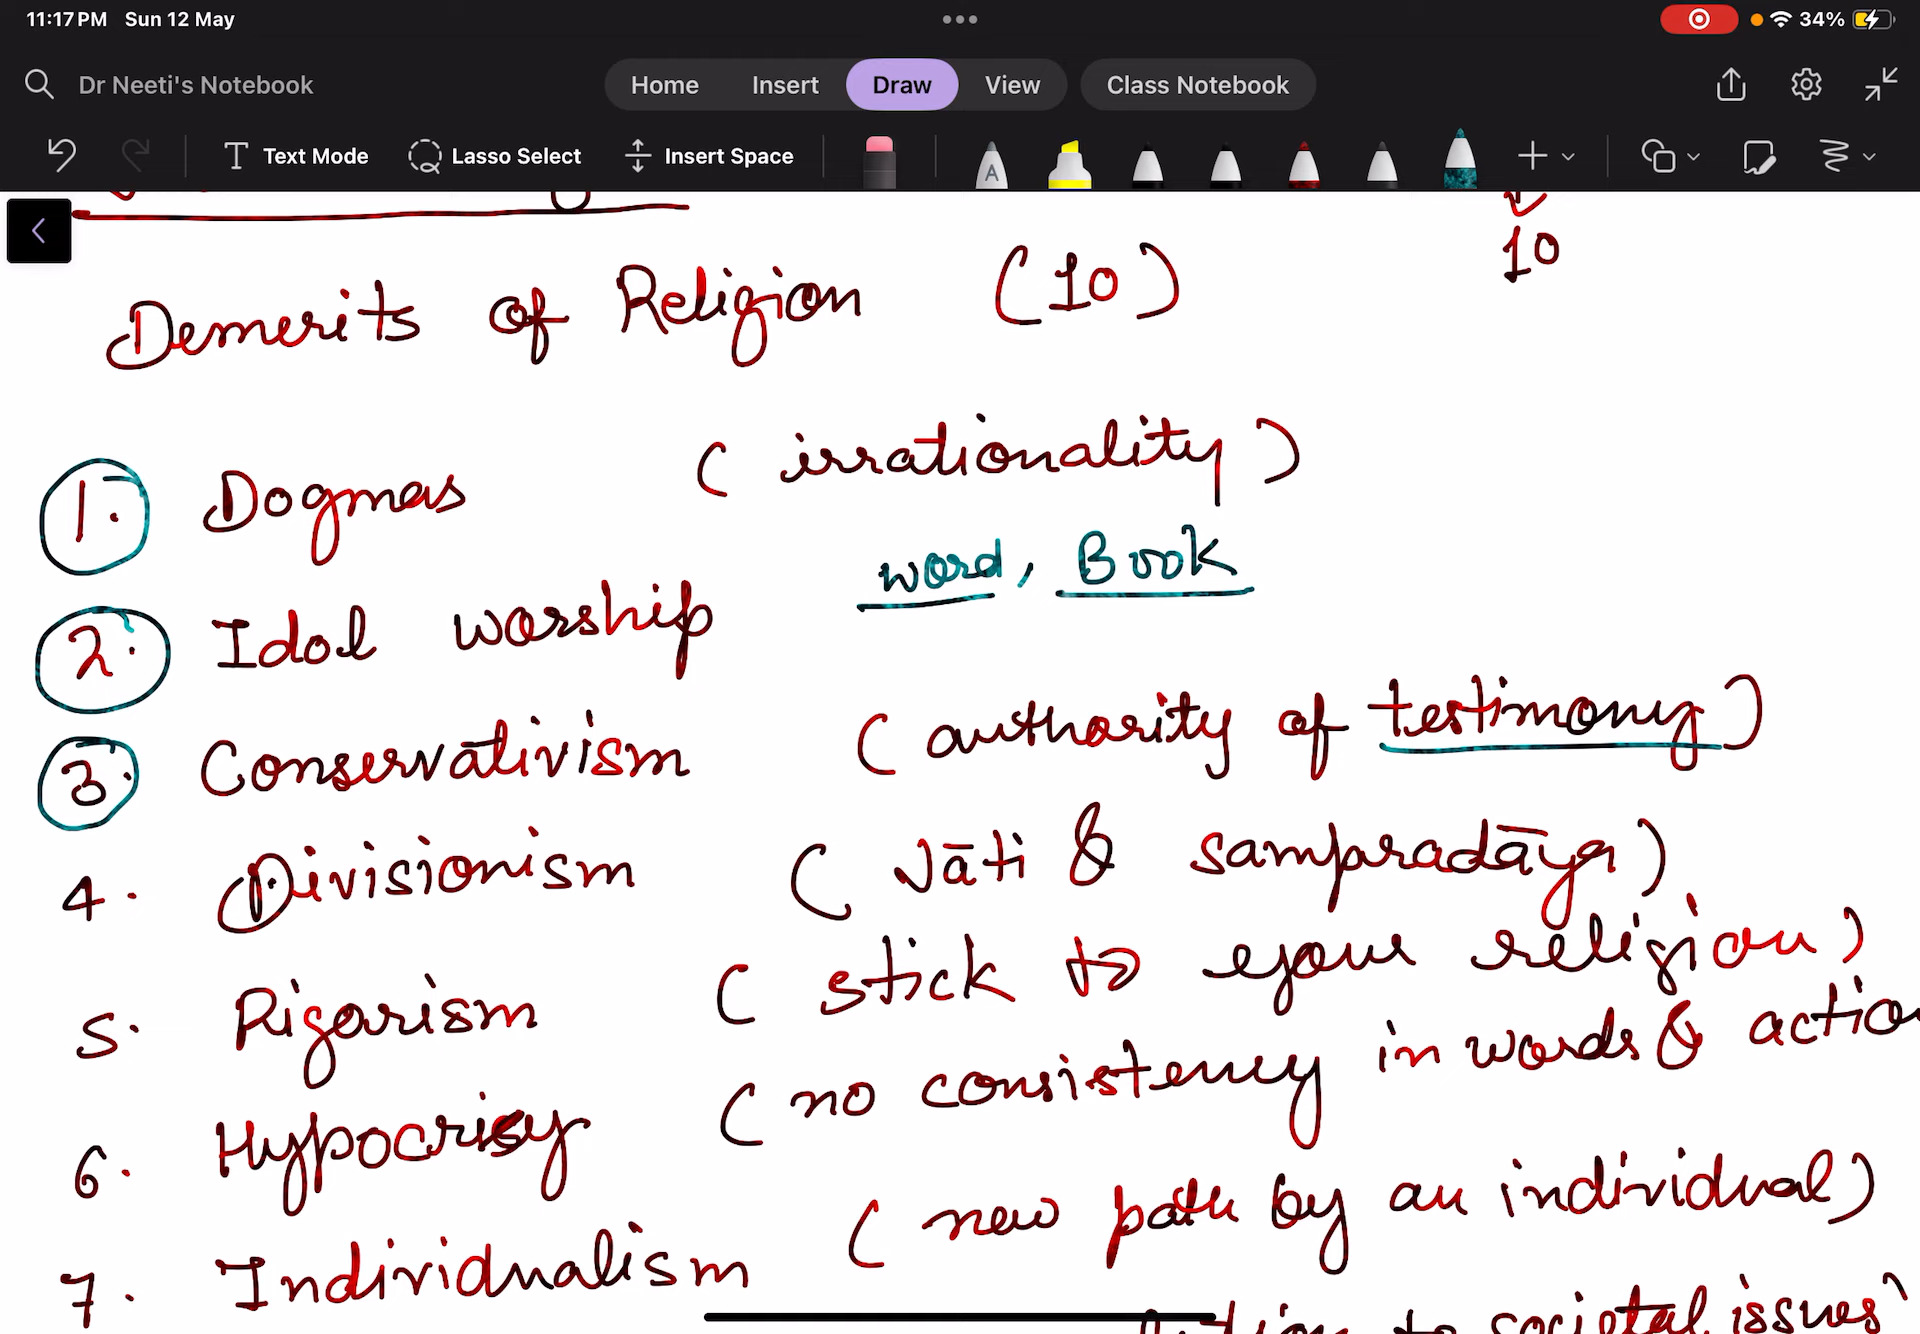 11:17 PM Sun 12 May
34%
Dr Neeti's Notebook
Home Insert Draw View Class Notebook
Text Mode Lasso Select Insert Space
A
10
Demerits of Religion (10)
1. Dogmas (irrationality)
word, Book
2. Idol worship
3. Conservativism (authority of testimony)
4. Divisionism (Jāti & sampradāya)
5. Rigorism (stick to your religion)
6. Hypocrisy (no consistency in words & actio
7. Individualism (new path by an individual)
to societal issues